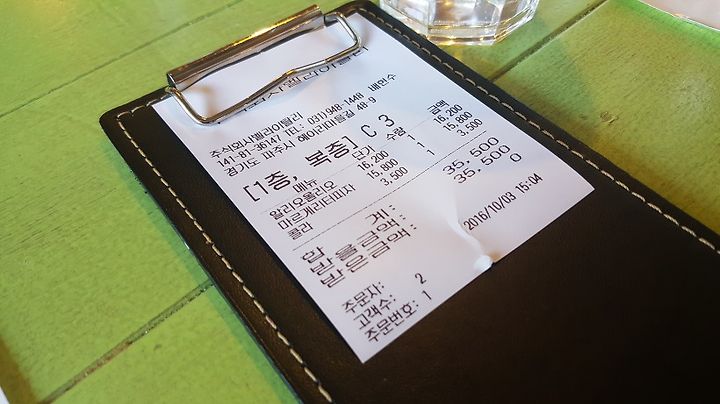 주식회사첼라이첼리
141-81-36147 TEL: 031) 948-1448 배현수
경기도 파주시 헤이리마을길 48-9
[1층, 복층] C 3
메뉴 단가 수량 금액
알리오올리오 16,200 1 16,200
마르게리타피자 15,800 1 15,800
콜라 3,500 1 3,500
합 계: 35,500
받을금액: 35,500
받은금액: 0
2016/10/03 15:04
주문자:
고객수: 2
주문번호: 1